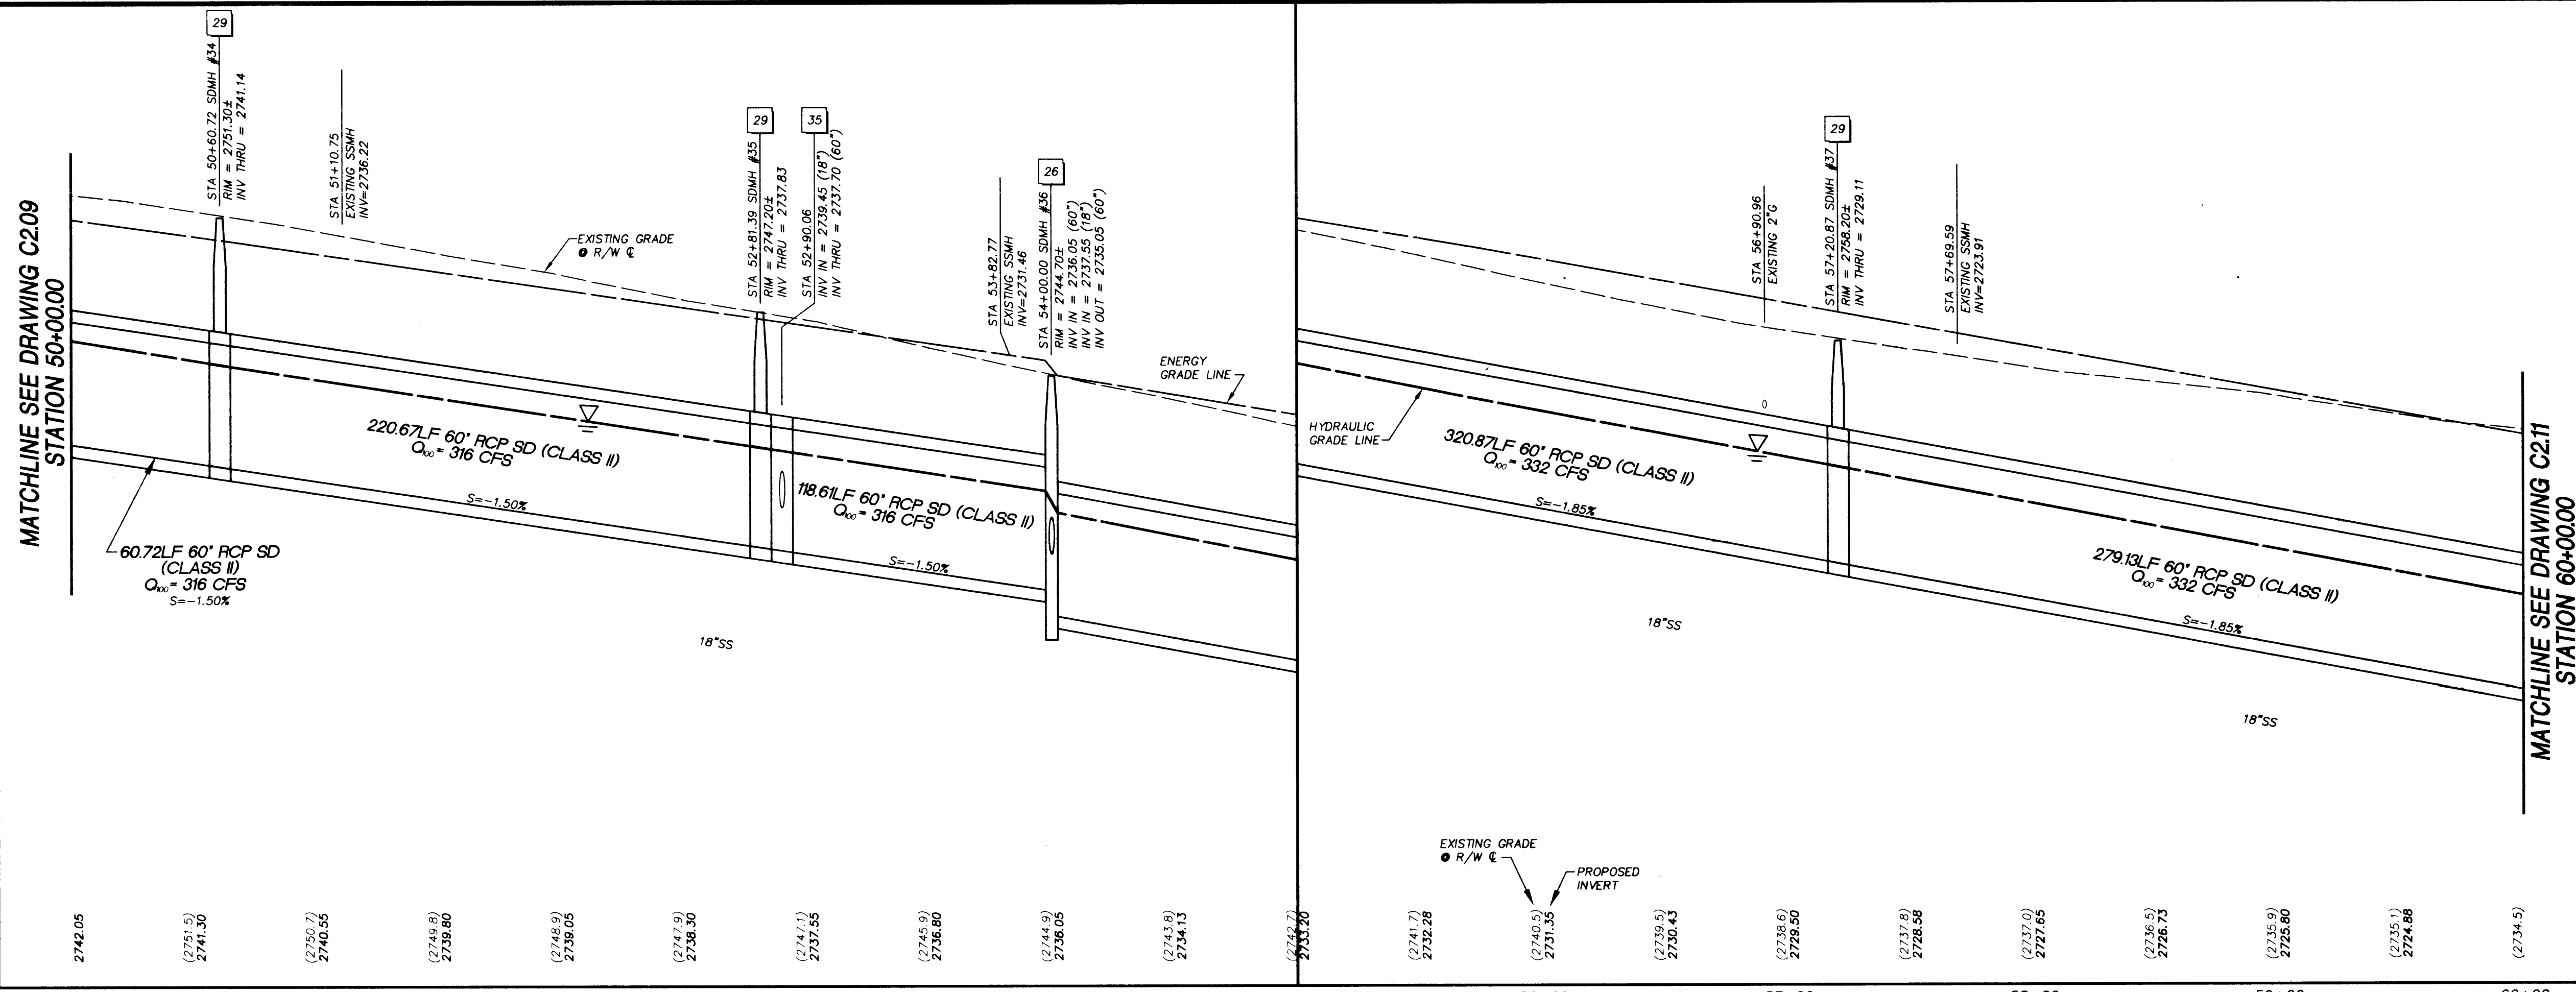 MATCHLINE SEE DRAWING C2.09
STATION 50+00.00
29
STA 50+60.72 SDMH #34
RIM = 2751.30±
INV THRU = 2741.14
STA 51+10.75
EXISTING SSMH
INV=2736.22
EXISTING GRADE
@ R/W ℄
29
STA 52+81.39 SDMH #35
RIM = 2747.20±
INV THRU = 2737.83
35
STA 52+90.06
INV IN = 2739.45 (18")
INV THRU = 2737.70 (60")
STA 53+82.77
EXISTING SSMH
INV=2731.46
26
STA 54+00.00 SDMH #36
RIM = 2744.70±
INV IN = 2736.05 (60")
INV IN = 2737.55 (18")
INV OUT = 2735.05 (60")
ENERGY
GRADE LINE
60.72LF 60" RCP SD
(CLASS II)
Q100 = 316 CFS
S=-1.50%
220.67LF 60" RCP SD (CLASS II)
Q100 = 316 CFS
S=-1.50%
118.61LF 60" RCP SD (CLASS II)
Q100 = 316 CFS
S=-1.50%
18"SS
HYDRAULIC
GRADE LINE
320.87LF 60" RCP SD (CLASS II)
Q100 = 332 CFS
S=-1.85%
18"SS
STA 56+90.96
EXISTING 2"G
29
STA 57+20.87 SDMH #37
RIM = 2758.20±
INV THRU = 2729.11
STA 57+69.59
EXISTING SSMH
INV=2723.91
279.13LF 60" RCP SD (CLASS II)
Q100 = 332 CFS
S=-1.85%
18"SS
MATCHLINE SEE DRAWING C2.11
STATION 60+00.00
EXISTING GRADE
@ R/W ℄
PROPOSED
INVERT
2742.05
(2751.5)
2741.30
(2750.7)
2740.55
(2749.8)
2739.80
(2748.9)
2739.05
(2747.9)
2738.30
(2747.1)
2737.55
(2745.9)
2736.80
(2744.9)
2736.05
(2743.8)
2734.13
(2742.7)
2733.20
(2741.7)
2732.28
(2740.5)
2731.35
(2739.5)
2730.43
(2738.6)
2729.50
(2737.8)
2728.58
(2737.0)
2727.65
(2736.5)
2726.73
(2735.9)
2725.80
(2735.1)
2724.88
(2734.5)